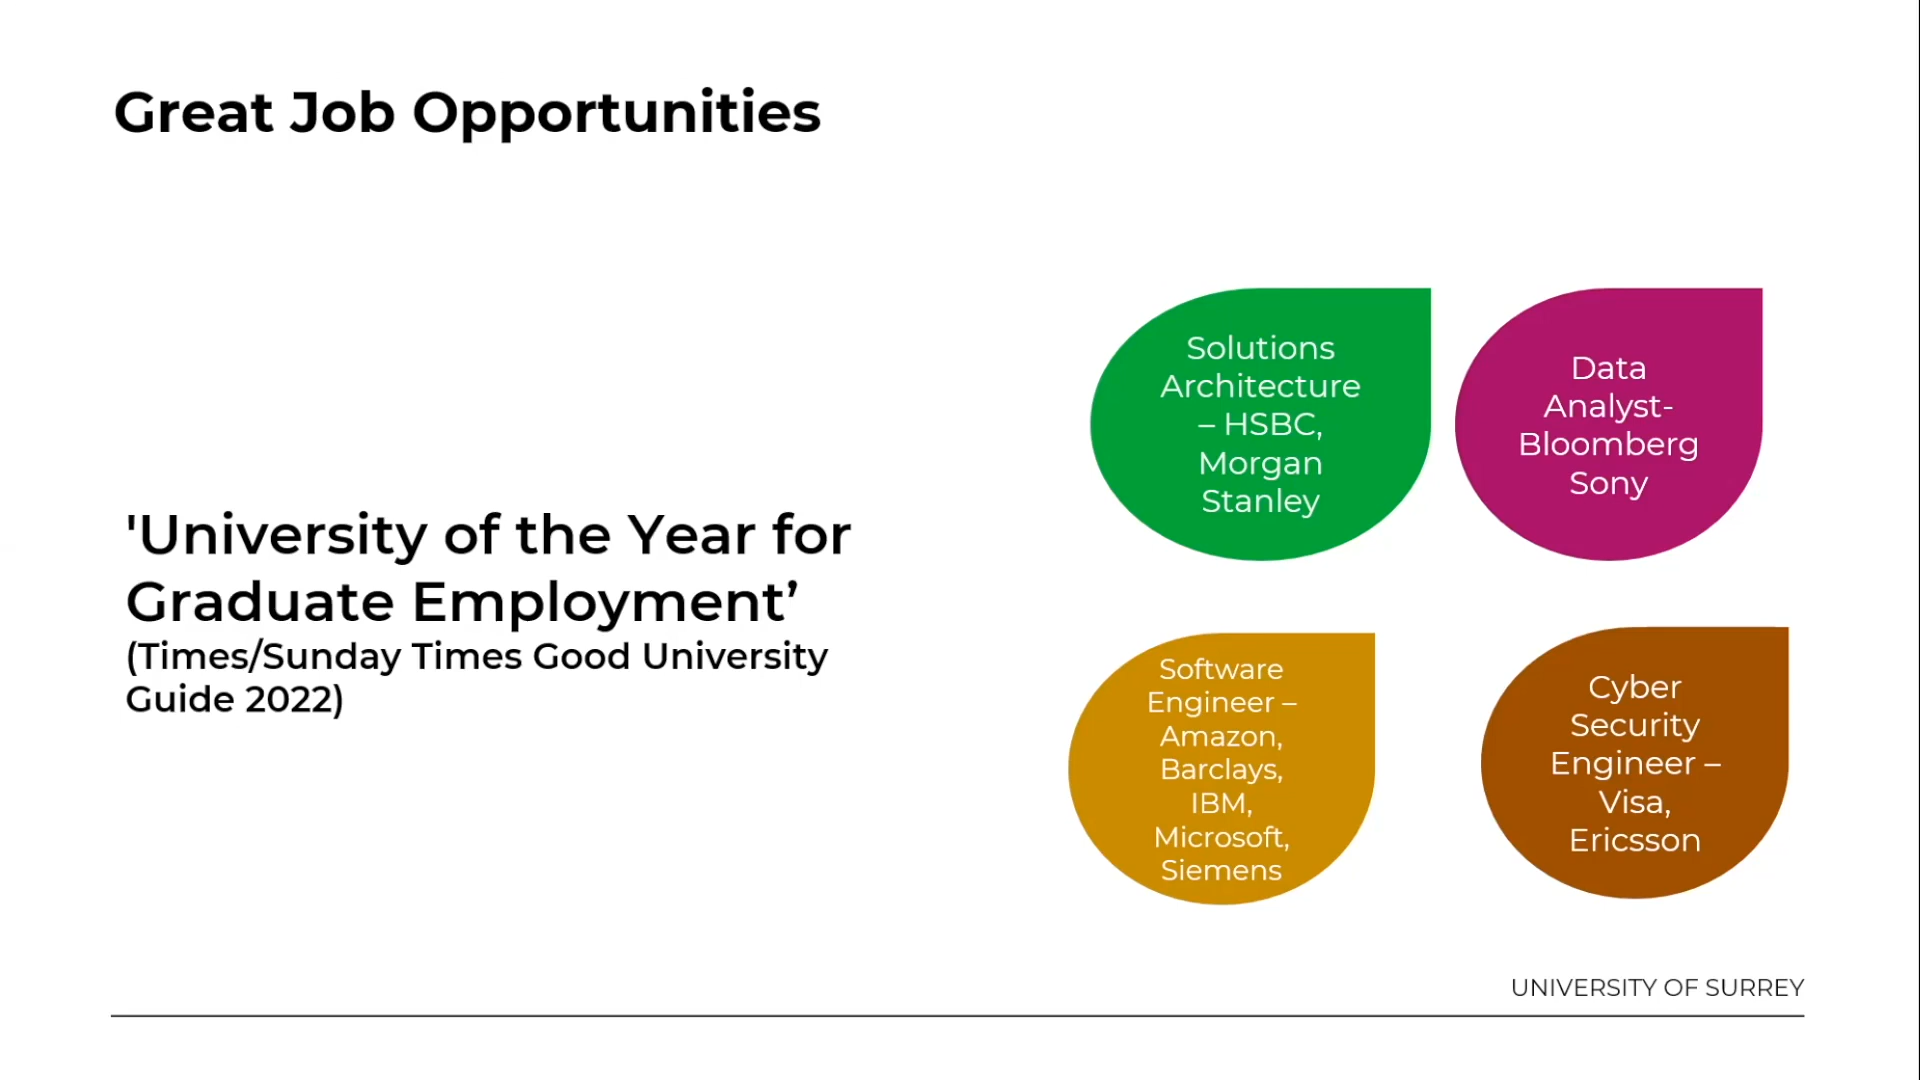 Great Job Opportunities
'University of the Year for
Graduate Employment’
(Times/Sunday Times Good University
Guide 2022)
Solutions
Architecture
– HSBC,
Morgan
Stanley
Data
Analyst-
Bloomberg
Sony
Software
Engineer –
Amazon,
Barclays,
IBM,
Microsoft,
Siemens
Cyber
Security
Engineer –
Visa,
Ericsson
UNIVERSITY OF SURREY